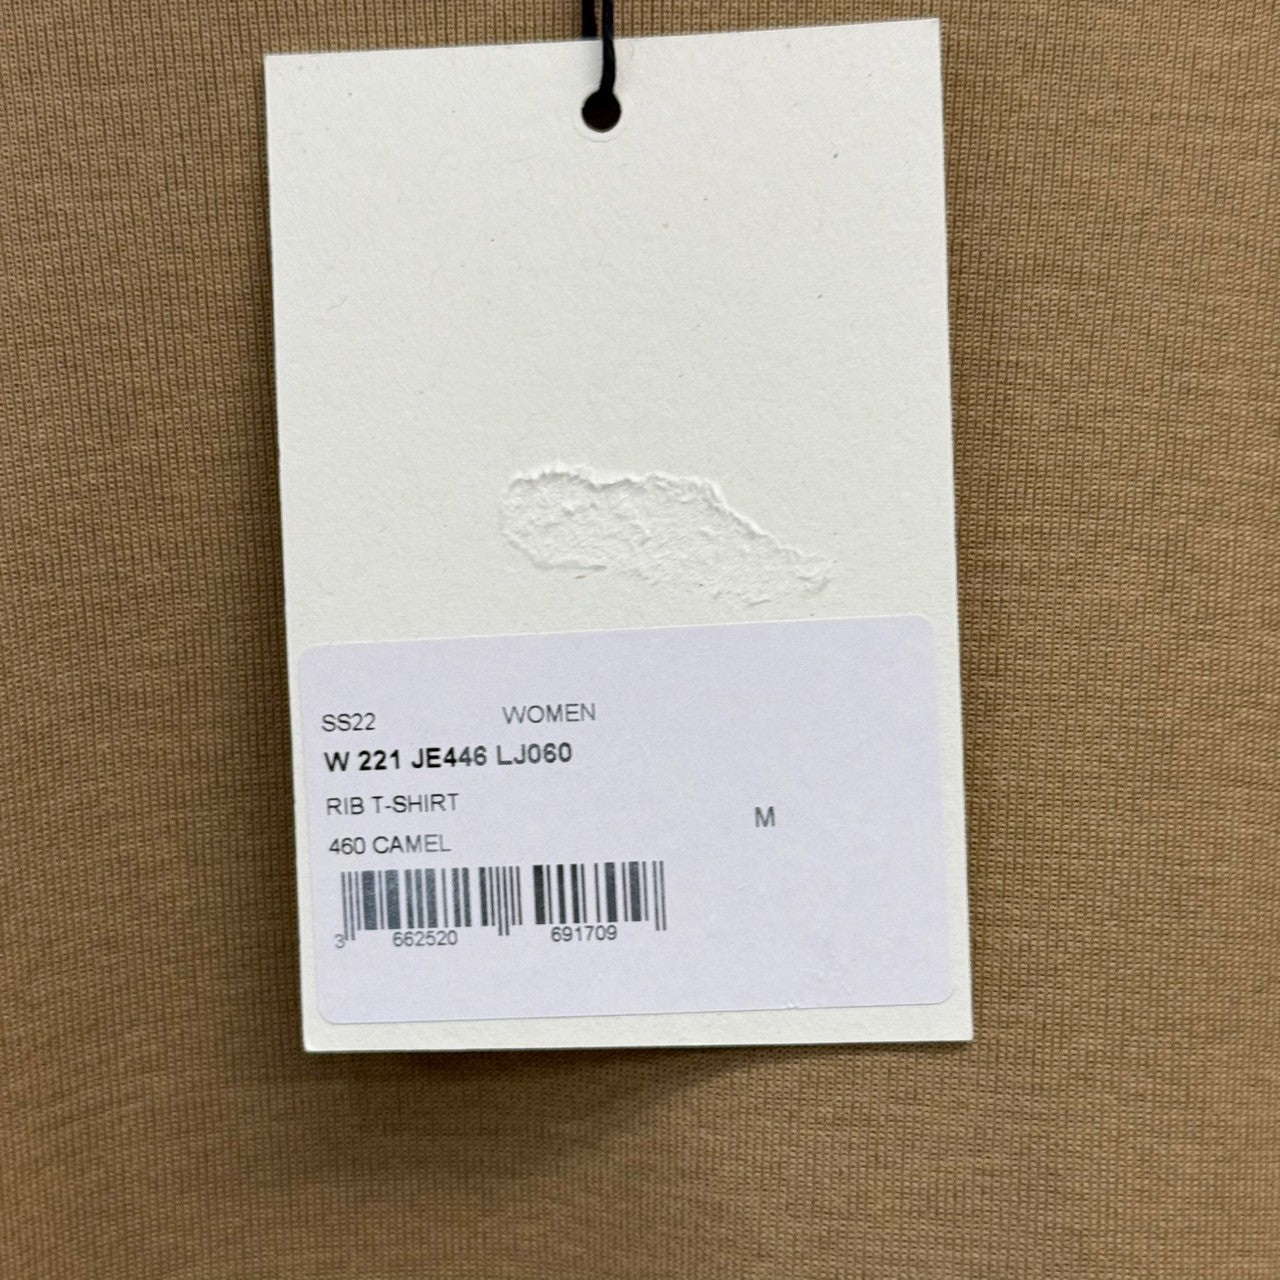 SS22 WOMEN
W 221 JE446 LJ060
RIB T-SHIRT
M
460 CAMEL
3 662520 691709